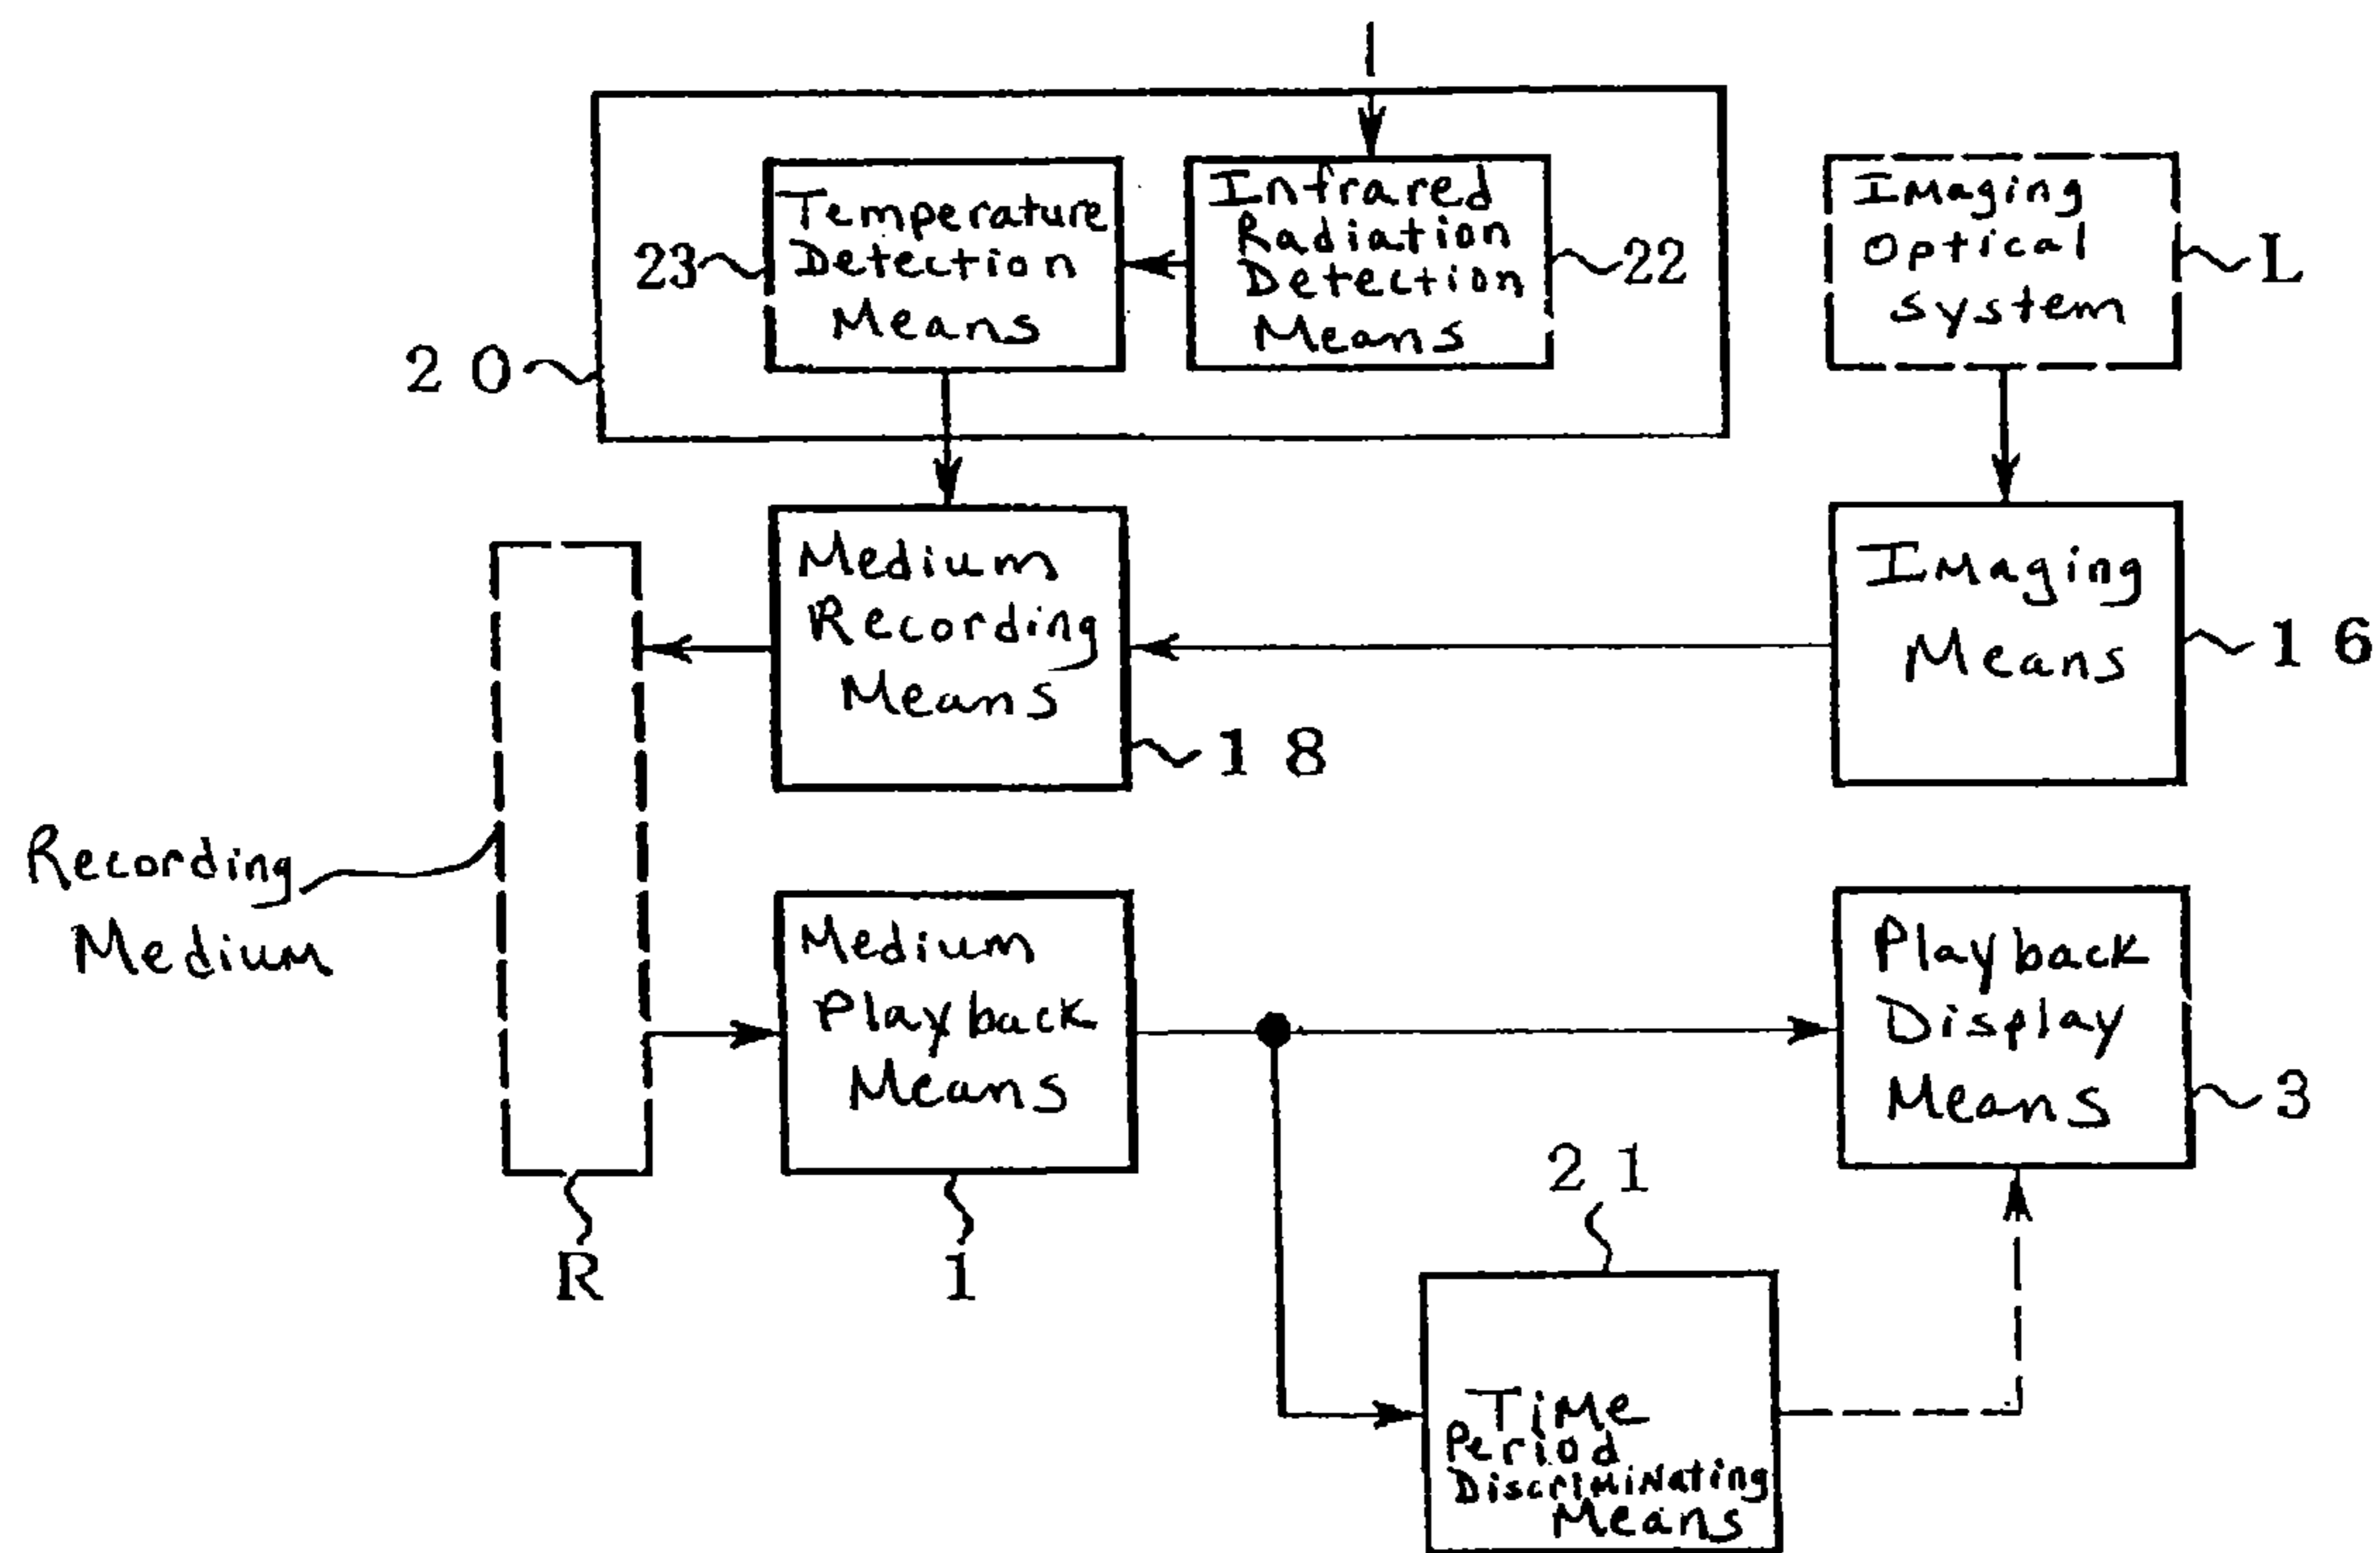 Temperature
Detection
Means
23
Infrared
Radiation
Detection
Means
22
Imaging
Optical
system
L
20
Medium
Recording
Means
18
Imaging
Means
16
Recording
Medium
R
Medium
Playback
Means
1
Playback
Display
Means
3
21
Time
Period
Discriminating
Means